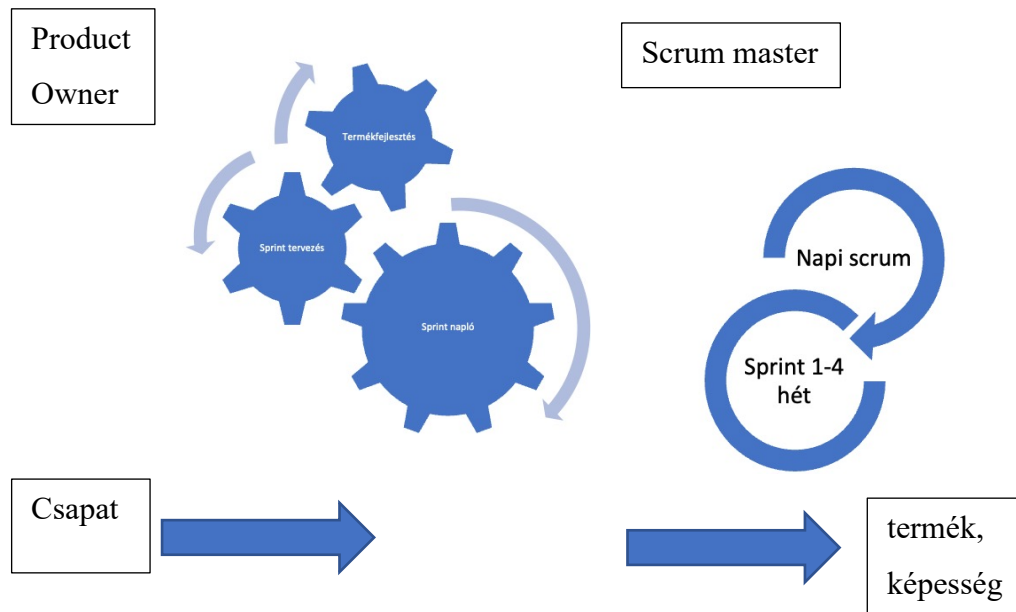 Product
Owner
Scrum master
Termékfejlesztés
Sprint tervezés
Sprint napló
Napi scrum
Sprint 1-4
hét
Csapat
termék,
képesség